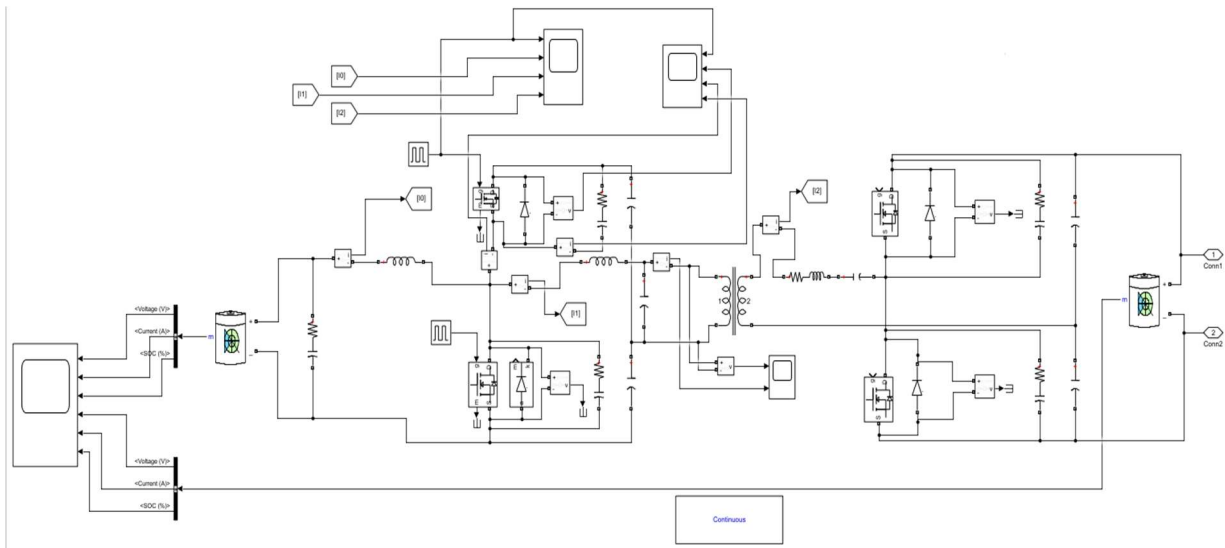 [I0]
[I1]
[I2]
[I0]
[I2]
[I1]
<Voltage (V)>
<Current (A)>
<SOC (%)>
m
+
−
1
2
m
+
−
1
Conn1
2
Conn2
<Voltage (V)>
<Current (A)>
<SOC (%)>
Continuous